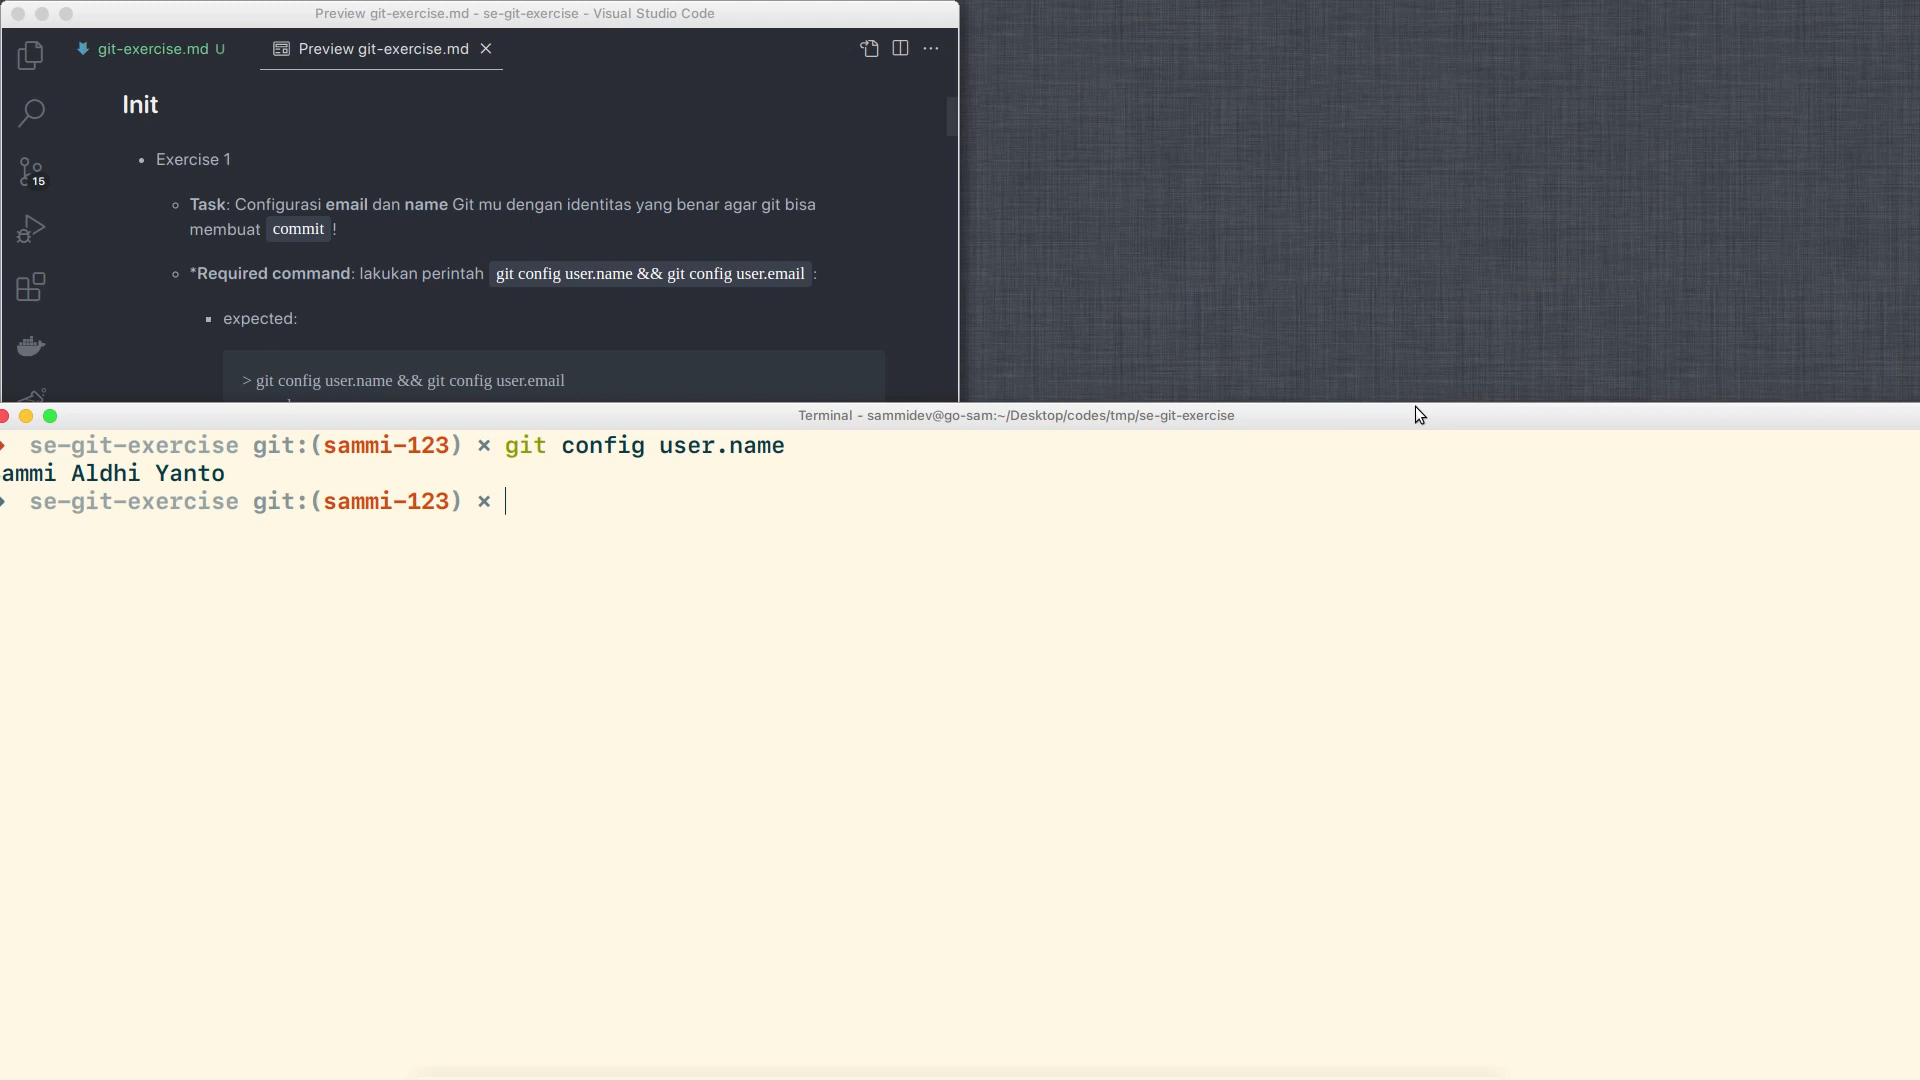 Preview git-exercise.md - se-git-exercise - Visual Studio Code
git-exercise.md U
Preview git-exercise.md
Init
Exercise 1
Task: Configurasi email dan name Git mu dengan identitas yang benar agar git bisa
membuat commit !
*Required command: lakukan perintah git config user.name && git config user.email :
15
expected:
> git config user.name && git config user.email
Terminal - sammidev@go-sam:~/Desktop/codes/tmp/se-git-exercise
se-git-exercise git:(sammi-123) × git config user.name
ammi Aldhi Yanto
se-git-exercise git:(sammi-123) ×